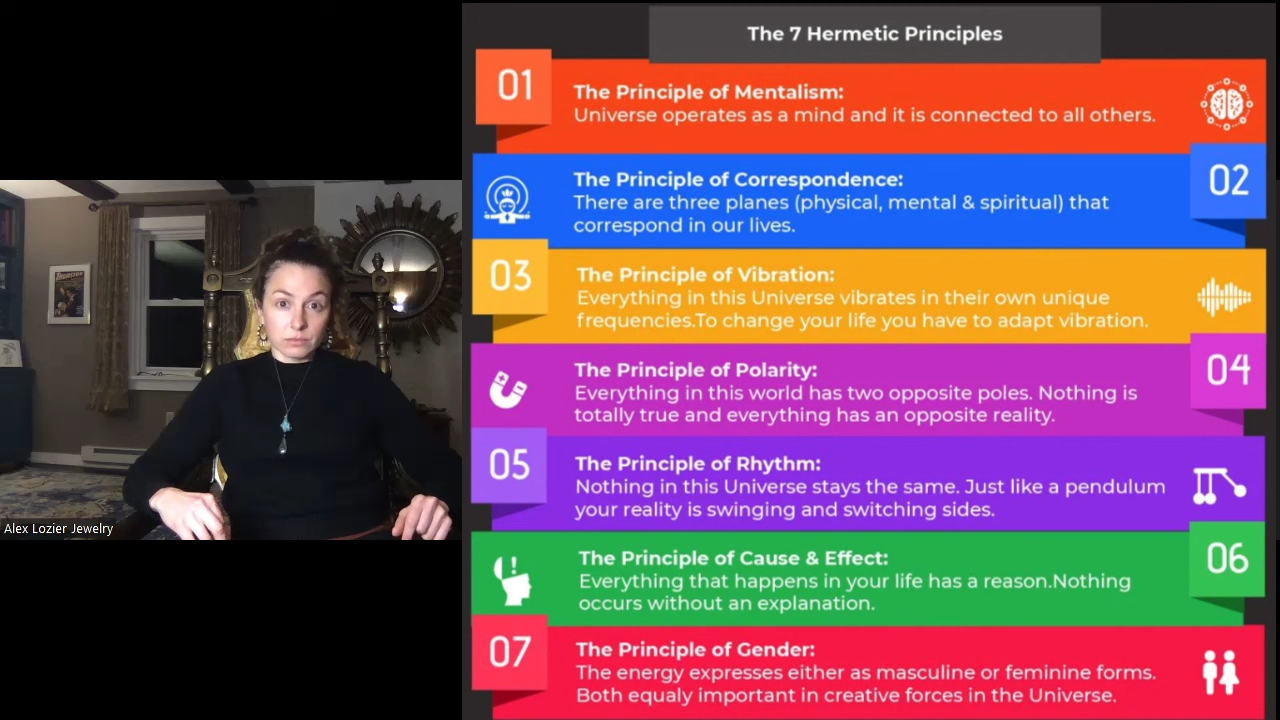 The 7 Hermetic Principles
01
The Principle of Mentalism:
Universe operates as a mind and it is connected to all others.
02
The Principle of Correspondence:
There are three planes (physical, mental & spiritual) that
correspond in our lives.
03
The Principle of Vibration:
Everything in this Universe vibrates in their own unique
frequencies.To change your life you have to adapt vibration.
04
The Principle of Polarity:
Everything in this world has two opposite poles. Nothing is
totally true and everything has an opposite reality.
05
The Principle of Rhythm:
Nothing in this Universe stays the same. Just like a pendulum
your reality is swinging and switching sides.
06
The Principle of Cause & Effect:
Everything that happens in your life has a reason.Nothing
occurs without an explanation.
07
The Principle of Gender:
The energy expresses either as masculine or feminine forms.
Both equaly important in creative forces in the Universe.
Alex Lozier Jewelry